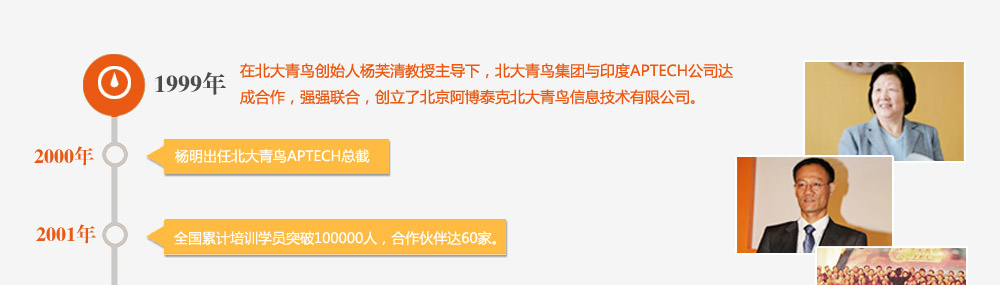 1999年
在北大青鸟创始人杨芙清教授主导下，北大青鸟集团与印度APTECH公司达
成合作，强强联合，创立了北京阿博泰克北大青鸟信息技术有限公司。
2000年
杨明出任北大青鸟APTECH总裁
2001年
全国累计培训学员突破100000人，合作伙伴达60家。